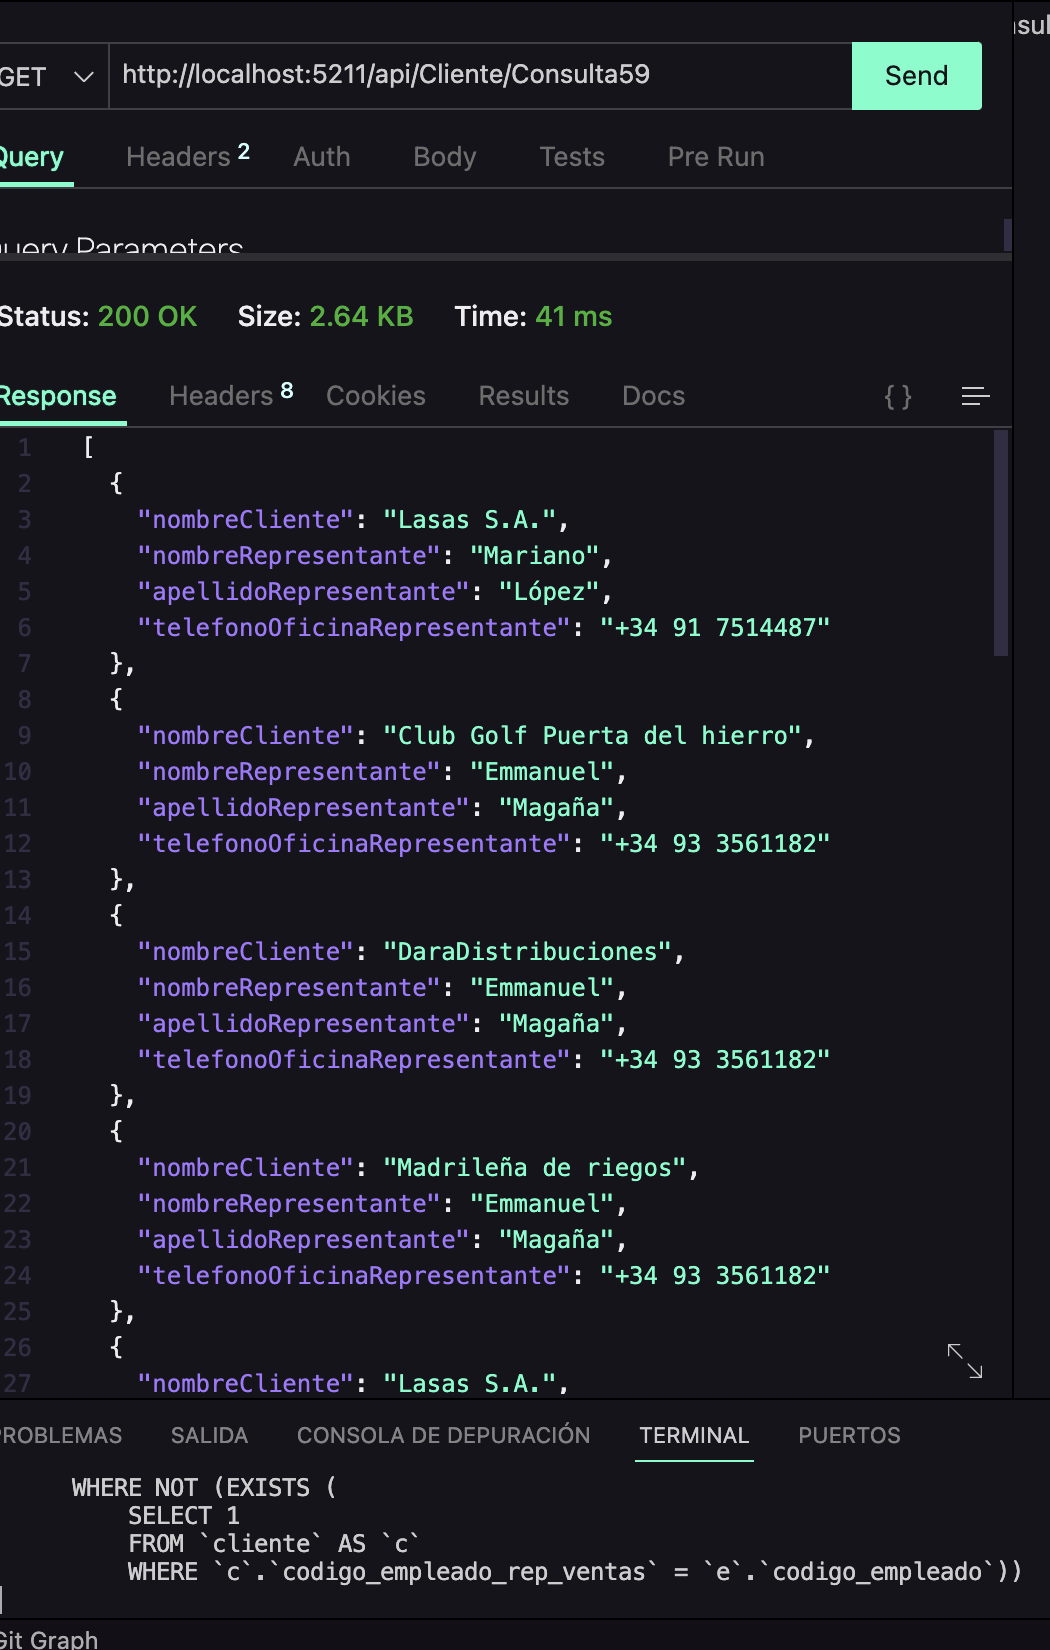 nsul
GET
http://localhost:5211/api/Cliente/Consulta59
Send
Query
Headers 2
Auth
Body
Tests
Pre Run
Query Parameters
Status: 200 OK
Size: 2.64 KB
Time: 41 ms
Response
Headers 8
Cookies
Results
Docs
{ }
1 [
2 {
3 "nombreCliente": "Lasas S.A.",
4 "nombreRepresentante": "Mariano",
5 "apellidoRepresentante": "López",
6 "telefonoOficinaRepresentante": "+34 91 7514487"
7 },
8 {
9 "nombreCliente": "Club Golf Puerta del hierro",
10 "nombreRepresentante": "Emmanuel",
11 "apellidoRepresentante": "Magaña",
12 "telefonoOficinaRepresentante": "+34 93 3561182"
13 },
14 {
15 "nombreCliente": "DaraDistribuciones",
16 "nombreRepresentante": "Emmanuel",
17 "apellidoRepresentante": "Magaña",
18 "telefonoOficinaRepresentante": "+34 93 3561182"
19 },
20 {
21 "nombreCliente": "Madrileña de riegos",
22 "nombreRepresentante": "Emmanuel",
23 "apellidoRepresentante": "Magaña",
24 "telefonoOficinaRepresentante": "+34 93 3561182"
25 },
26 {
27 "nombreCliente": "Lasas S.A.",
PROBLEMAS
SALIDA
CONSOLA DE DEPURACIÓN
TERMINAL
PUERTOS
WHERE NOT (EXISTS (
SELECT 1
FROM `cliente` AS `c`
WHERE `c`.`codigo_empleado_rep_ventas` = `e`.`codigo_empleado`))
Git Graph